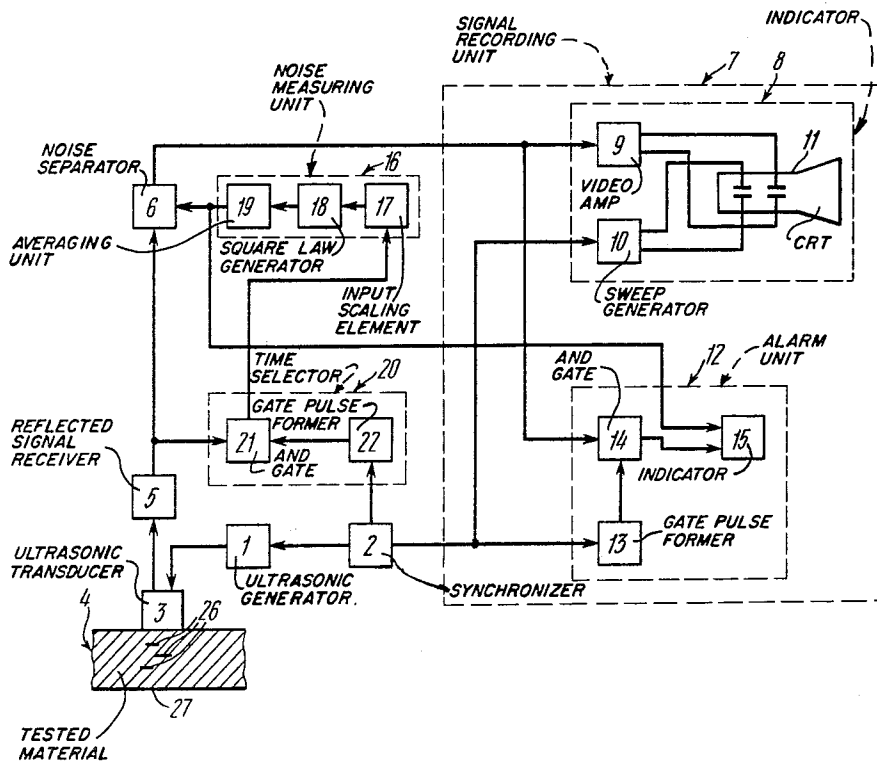 INDICATOR
SIGNAL
RECORDING
UNIT
7
8
NOISE
MEASURING
UNIT
16
NOISE
SEPARATOR
6
19
18
17
AVERAGING
UNIT
SQUARE LAW
GENERATOR
INPUT
SCALING
ELEMENT
9
VIDEO
AMP
11
CRT
10
SWEEP
GENERATOR
TIME
SELECTOR
20
GATE PULSE
FORMER
21
22
AND GATE
AND
GATE
12
ALARM
UNIT
14
15
INDICATOR
REFLECTED
SIGNAL
RECEIVER
5
ULTRASONIC
TRANSDUCER
1
2
13
GATE PULSE
FORMER
ULTRASONIC
GENERATOR.
SYNCHRONIZER
4
3
26
27
TESTED
MATERIAL